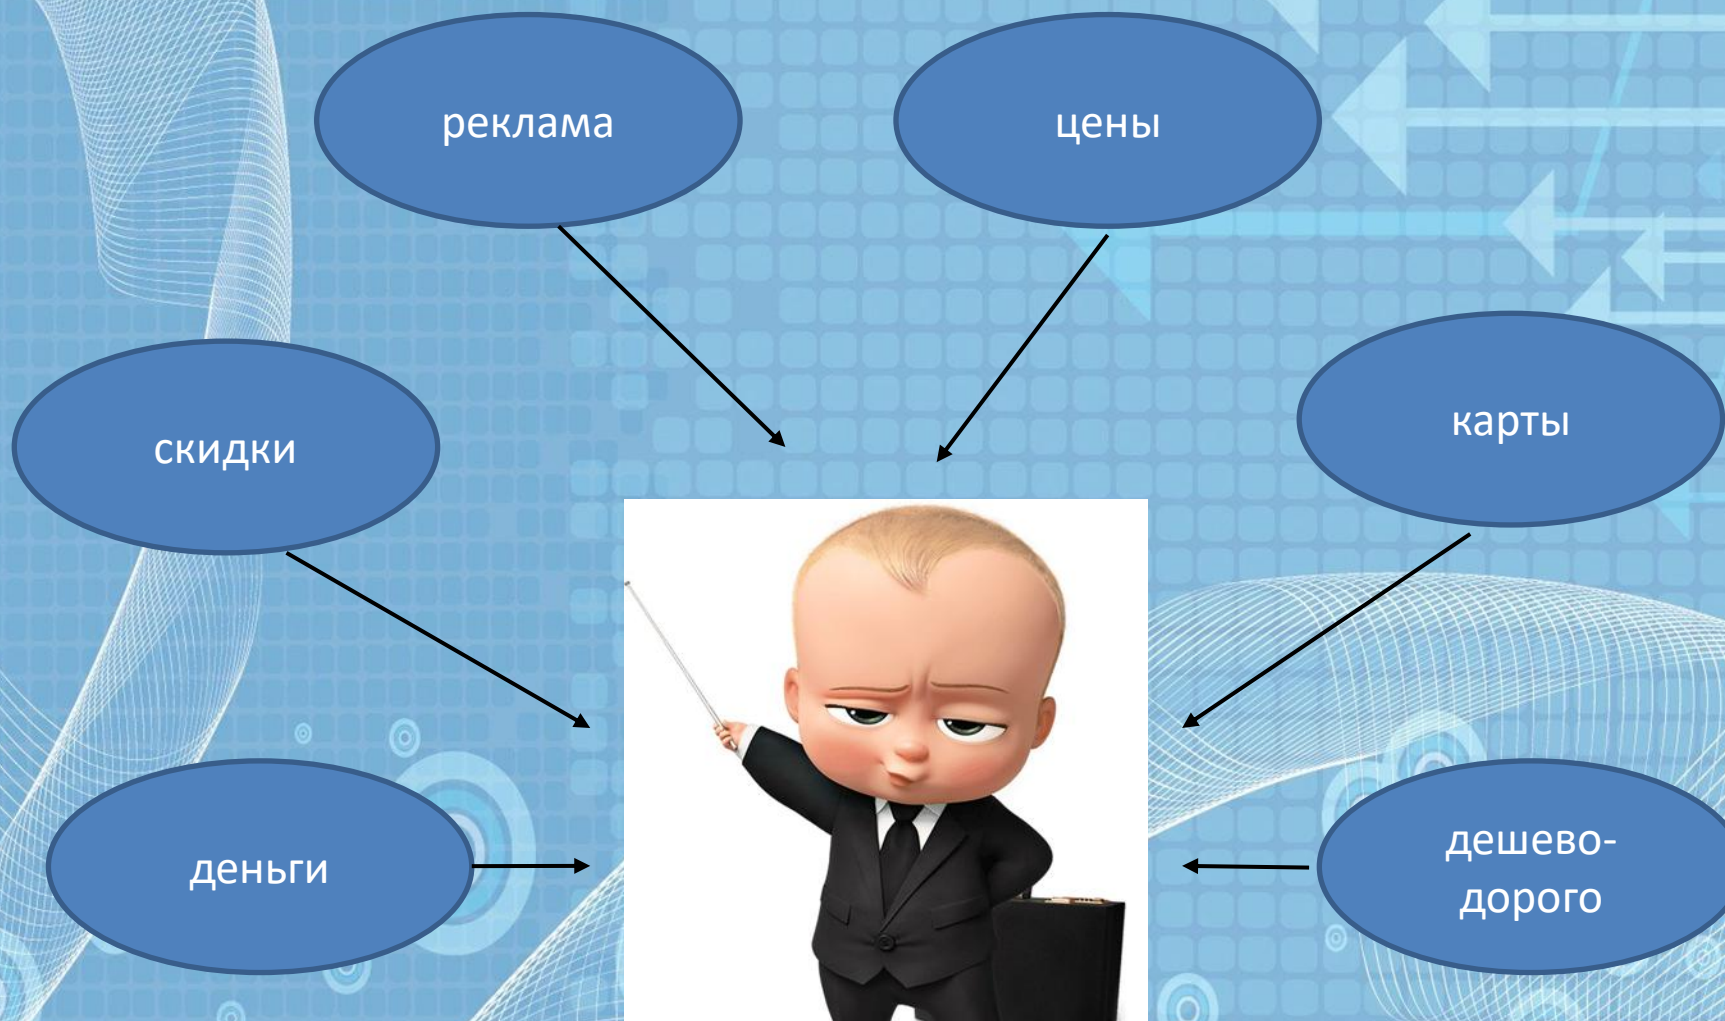 реклама
цены
скидки
карты
деньги
дешево-
дорого